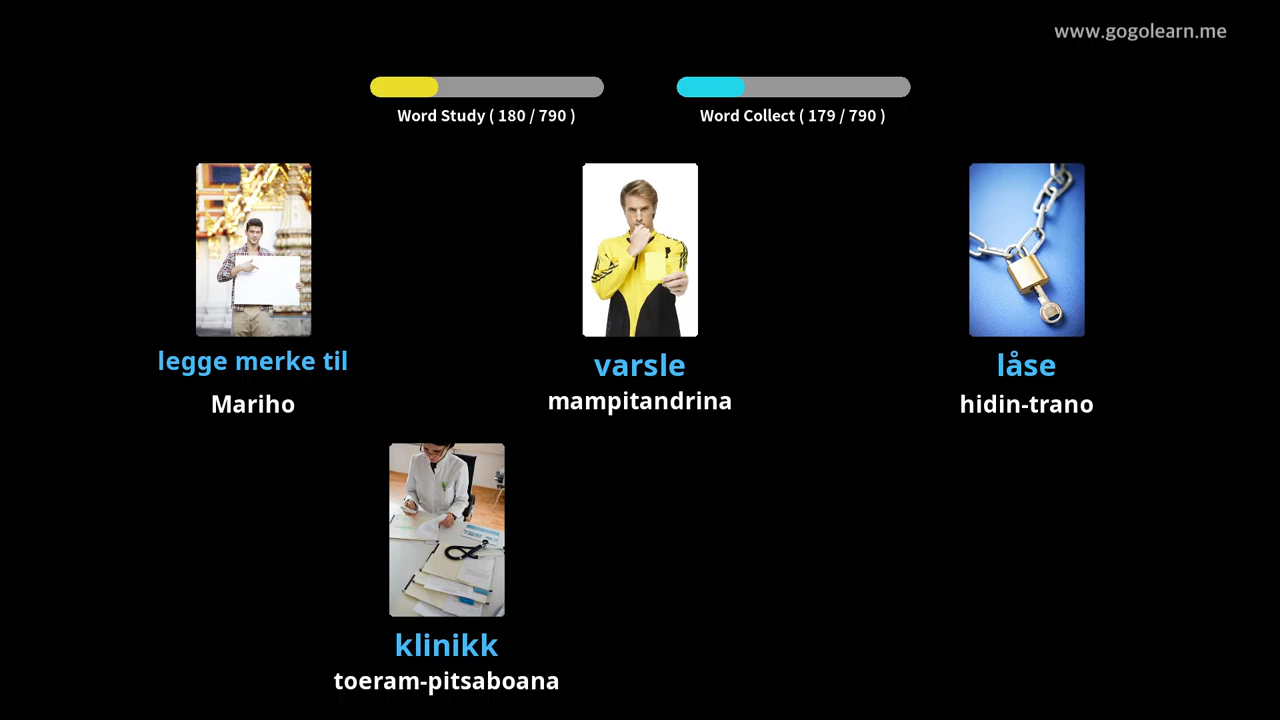 www.gogolearn.me
Word Study ( 180 / 790 )
Word Collect ( 179 / 790 )
legge merke til
varsle
låse
Mariho
mampitandrina
hidin-trano
klinikk
toeram-pitsaboana